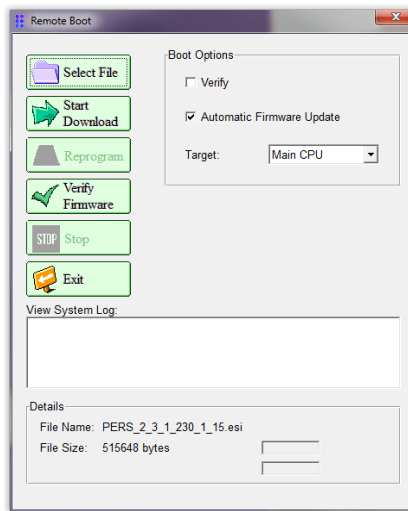 Remote Boot
Select File
Start
Download
Reprogram
Verify
Firmware
STOP Stop
Exit
Boot Options
Verify
Automatic Firmware Update
Target: Main CPU
View System Log:
Details
File Name: PERS_2_3_1_230_1_15.esi
File Size: 515648 bytes